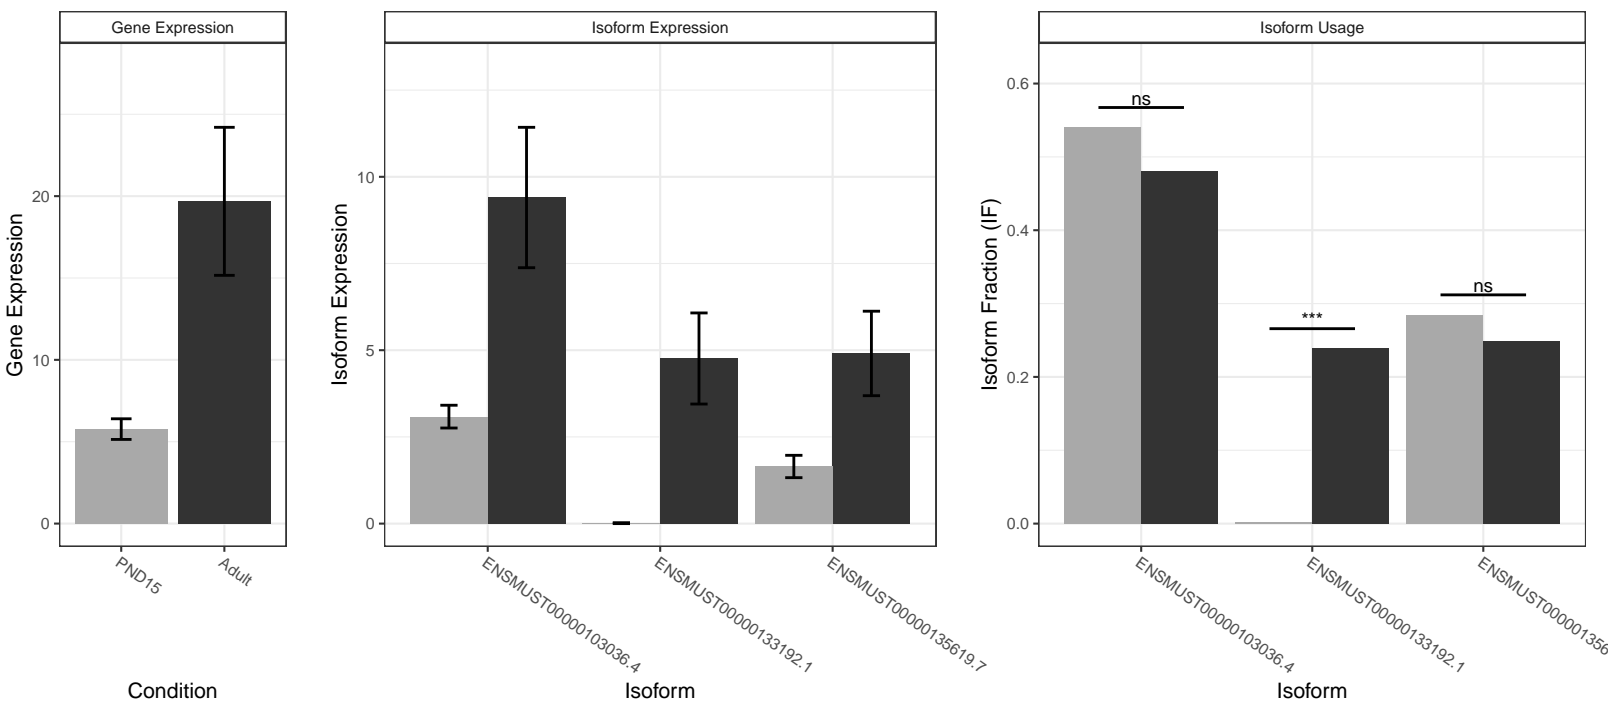 Gene Expression
Isoform Expression
Isoform Usage
Gene Expression
20
10
0
PND15
Adult
Condition
Isoform Expression
10
5
0
ENSMUST00000103036.4
ENSMUST00000133192.1
ENSMUST00000135619.7
Isoform
Isoform Fraction (IF)
0.6
0.4
0.2
0.0
ns
***
ns
ENSMUST00000103036.4
ENSMUST00000133192.1
ENSMUST000001356
Isoform